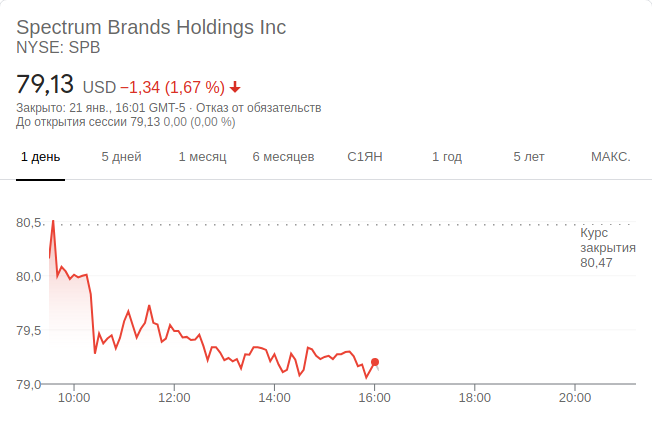 Spectrum Brands Holdings Inc
NYSE: SPB
79,13 USD −1,34 (1,67 %)
Закрыто: 21 янв., 16:01 GMT-5 · Отказ от обязательств
До открытия сессии 79,13 0,00 (0,00 %)
1 день 5 дней 1 месяц 6 месяцев С1ЯН 1 год 5 лет МАКС.
80,5
Курс
закрытия
80,47
80,0
79,5
79,0
10:00 12:00 14:00 16:00 18:00 20:00